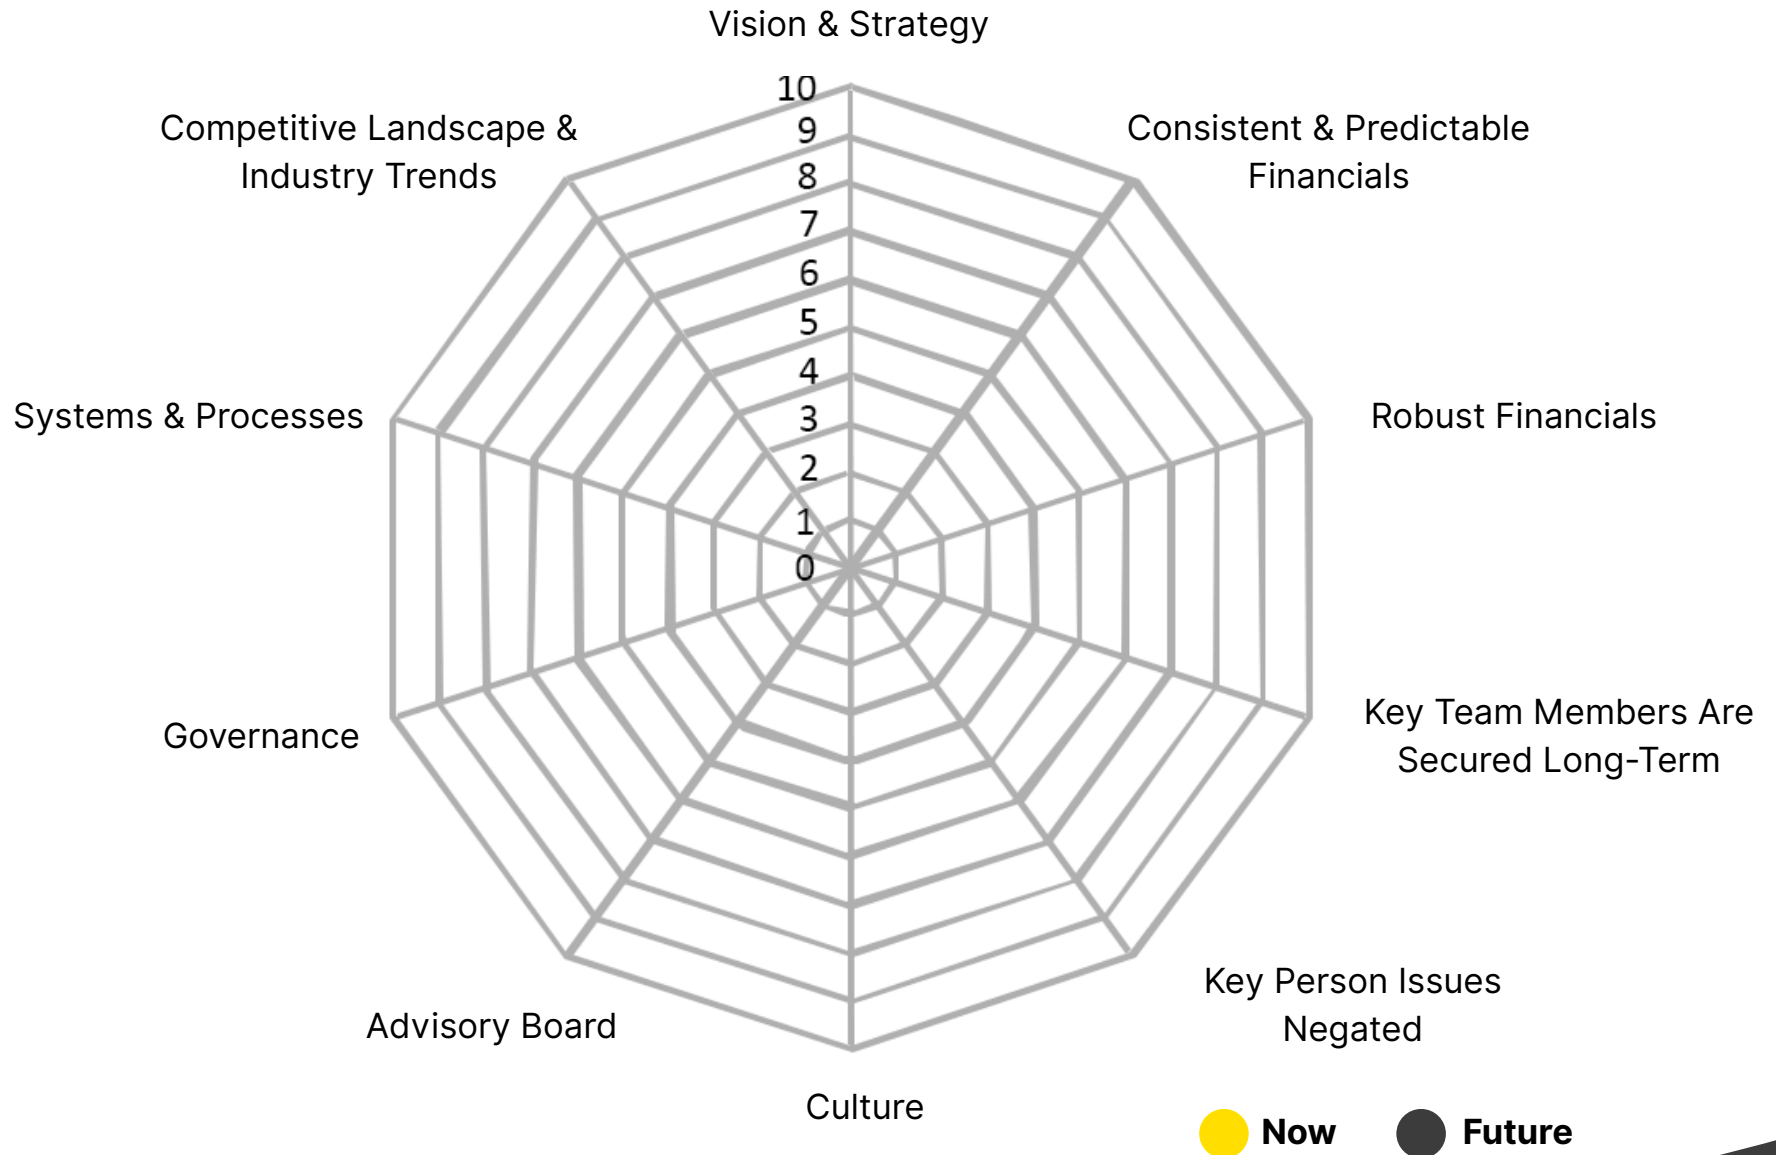 Vision & Strategy
10
9
8
7
6
5
4
3
2
1
0
Consistent & Predictable
Financials
Robust Financials
Key Team Members Are
Secured Long-Term
Key Person Issues
Negated
Culture
Advisory Board
Governance
Systems & Processes
Competitive Landscape &
Industry Trends
Now
Future